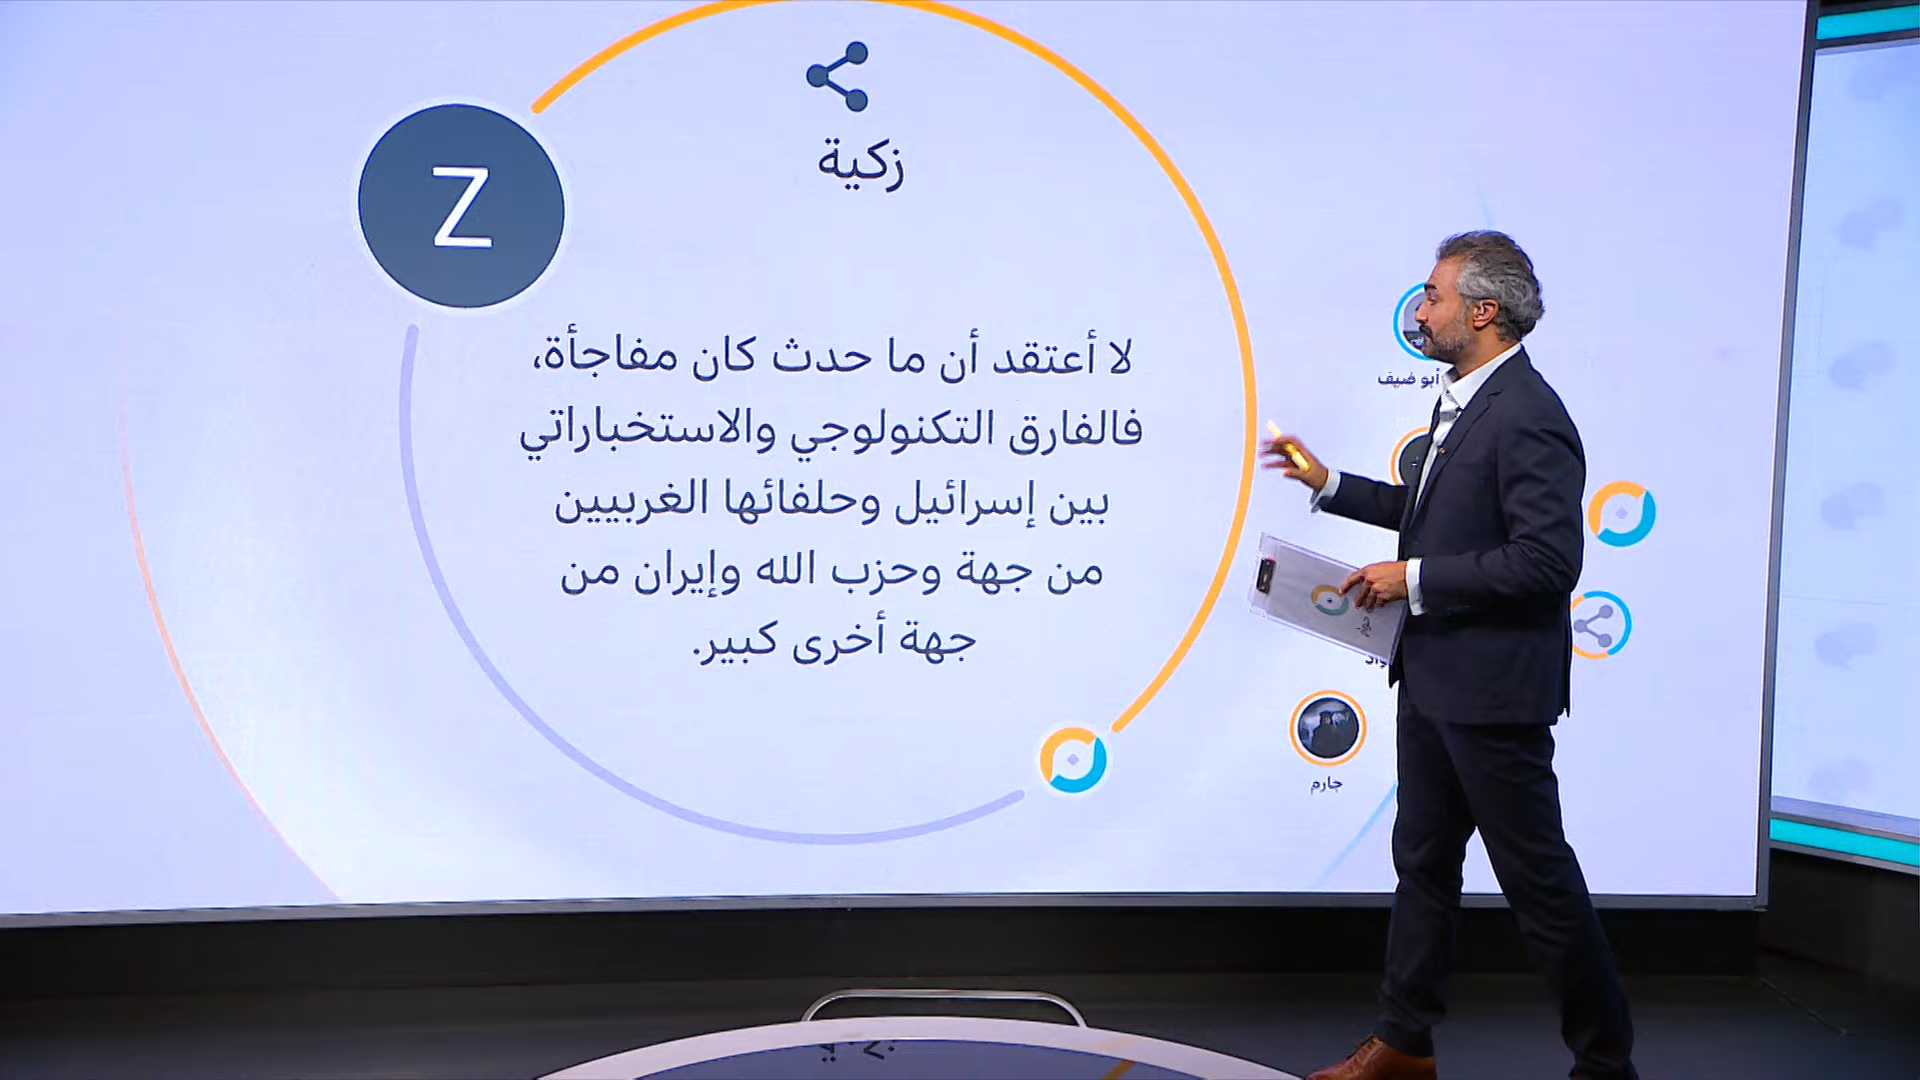 زكية
Z
لا أعتقد أن ما حدث كان مفاجأة،
فالفارق التكنولوجي والاستخباراتي
بين إسرائيل وحلفائها الغربيين
من جهة وحزب الله وإيران من
جهة أخرى كبير.
أبو ضيف
جارم